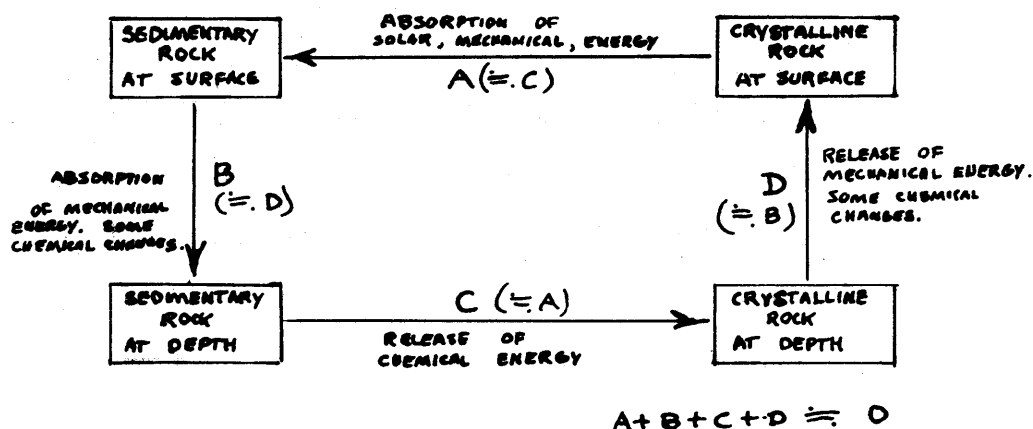 ABSORPTION OF
SOLAR, MECHANICAL, ENERGY
A (≒. C)
SEDIMENTARY
ROCK
AT SURFACE
CRYSTALLINE
ROCK
AT SURFACE
ABSORPTION
OF MECHANICAL
ENERGY. SOME
CHEMICAL CHANGES.
B
(≒. D)
D
(≒. B)
RELEASE OF
MECHANICAL ENERGY.
SOME CHEMICAL
CHANGES.
SEDIMENTARY
ROCK
AT DEPTH
C (≒ A)
RELEASE OF
CHEMICAL ENERGY
CRYSTALLINE
ROCK
AT DEPTH
A + B + C + D ≒. O